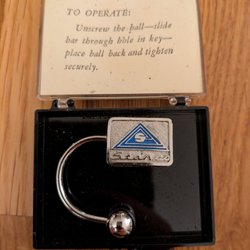 TO OPERATE:
Unscrew the ball—slide
bar through hole in key—
place ball back and tighten
securely.
S